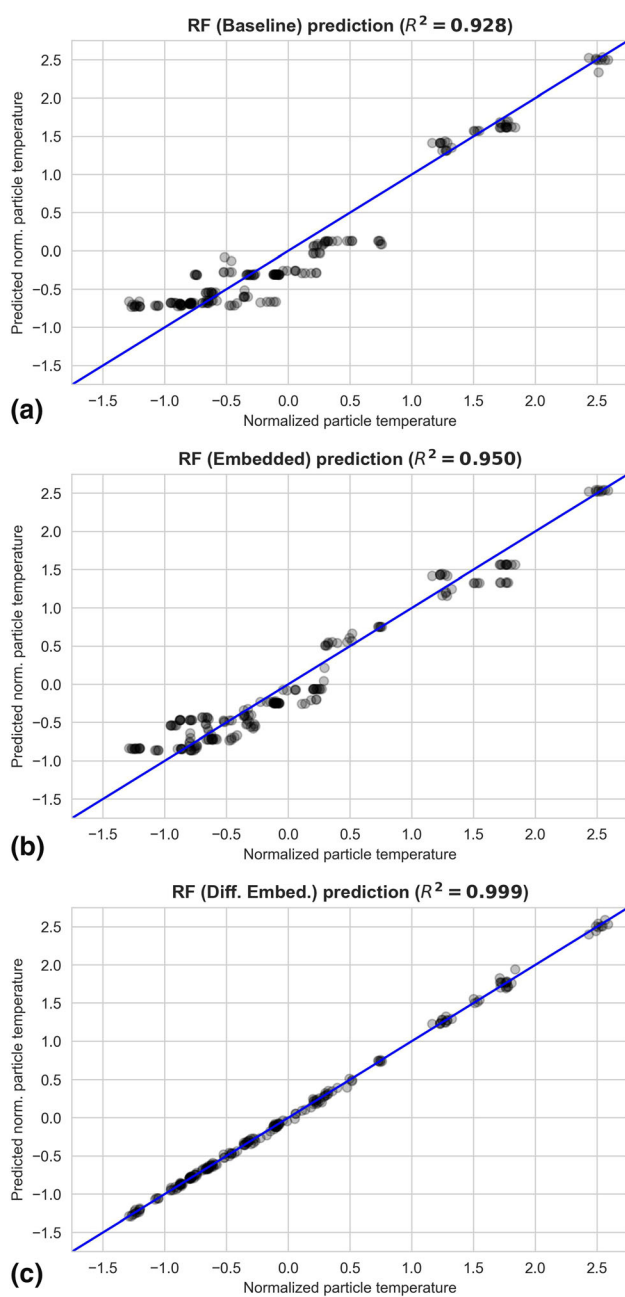 RF (Baseline) prediction (R² = 0.928)
2.5
2.0
1.5
1.0
0.5
0.0
−0.5
−1.0
−1.5
Predicted norm. particle temperature
−1.5 −1.0 −0.5 0.0 0.5 1.0 1.5 2.0 2.5
(a) Normalized particle temperature
RF (Embedded) prediction (R² = 0.950)
2.5
2.0
1.5
1.0
0.5
0.0
−0.5
−1.0
−1.5
Predicted norm. particle temperature
−1.5 −1.0 −0.5 0.0 0.5 1.0 1.5 2.0 2.5
(b) Normalized particle temperature
RF (Diff. Embed.) prediction (R² = 0.999)
2.5
2.0
1.5
1.0
0.5
0.0
−0.5
−1.0
−1.5
Predicted norm. particle temperature
−1.5 −1.0 −0.5 0.0 0.5 1.0 1.5 2.0 2.5
(c) Normalized particle temperature